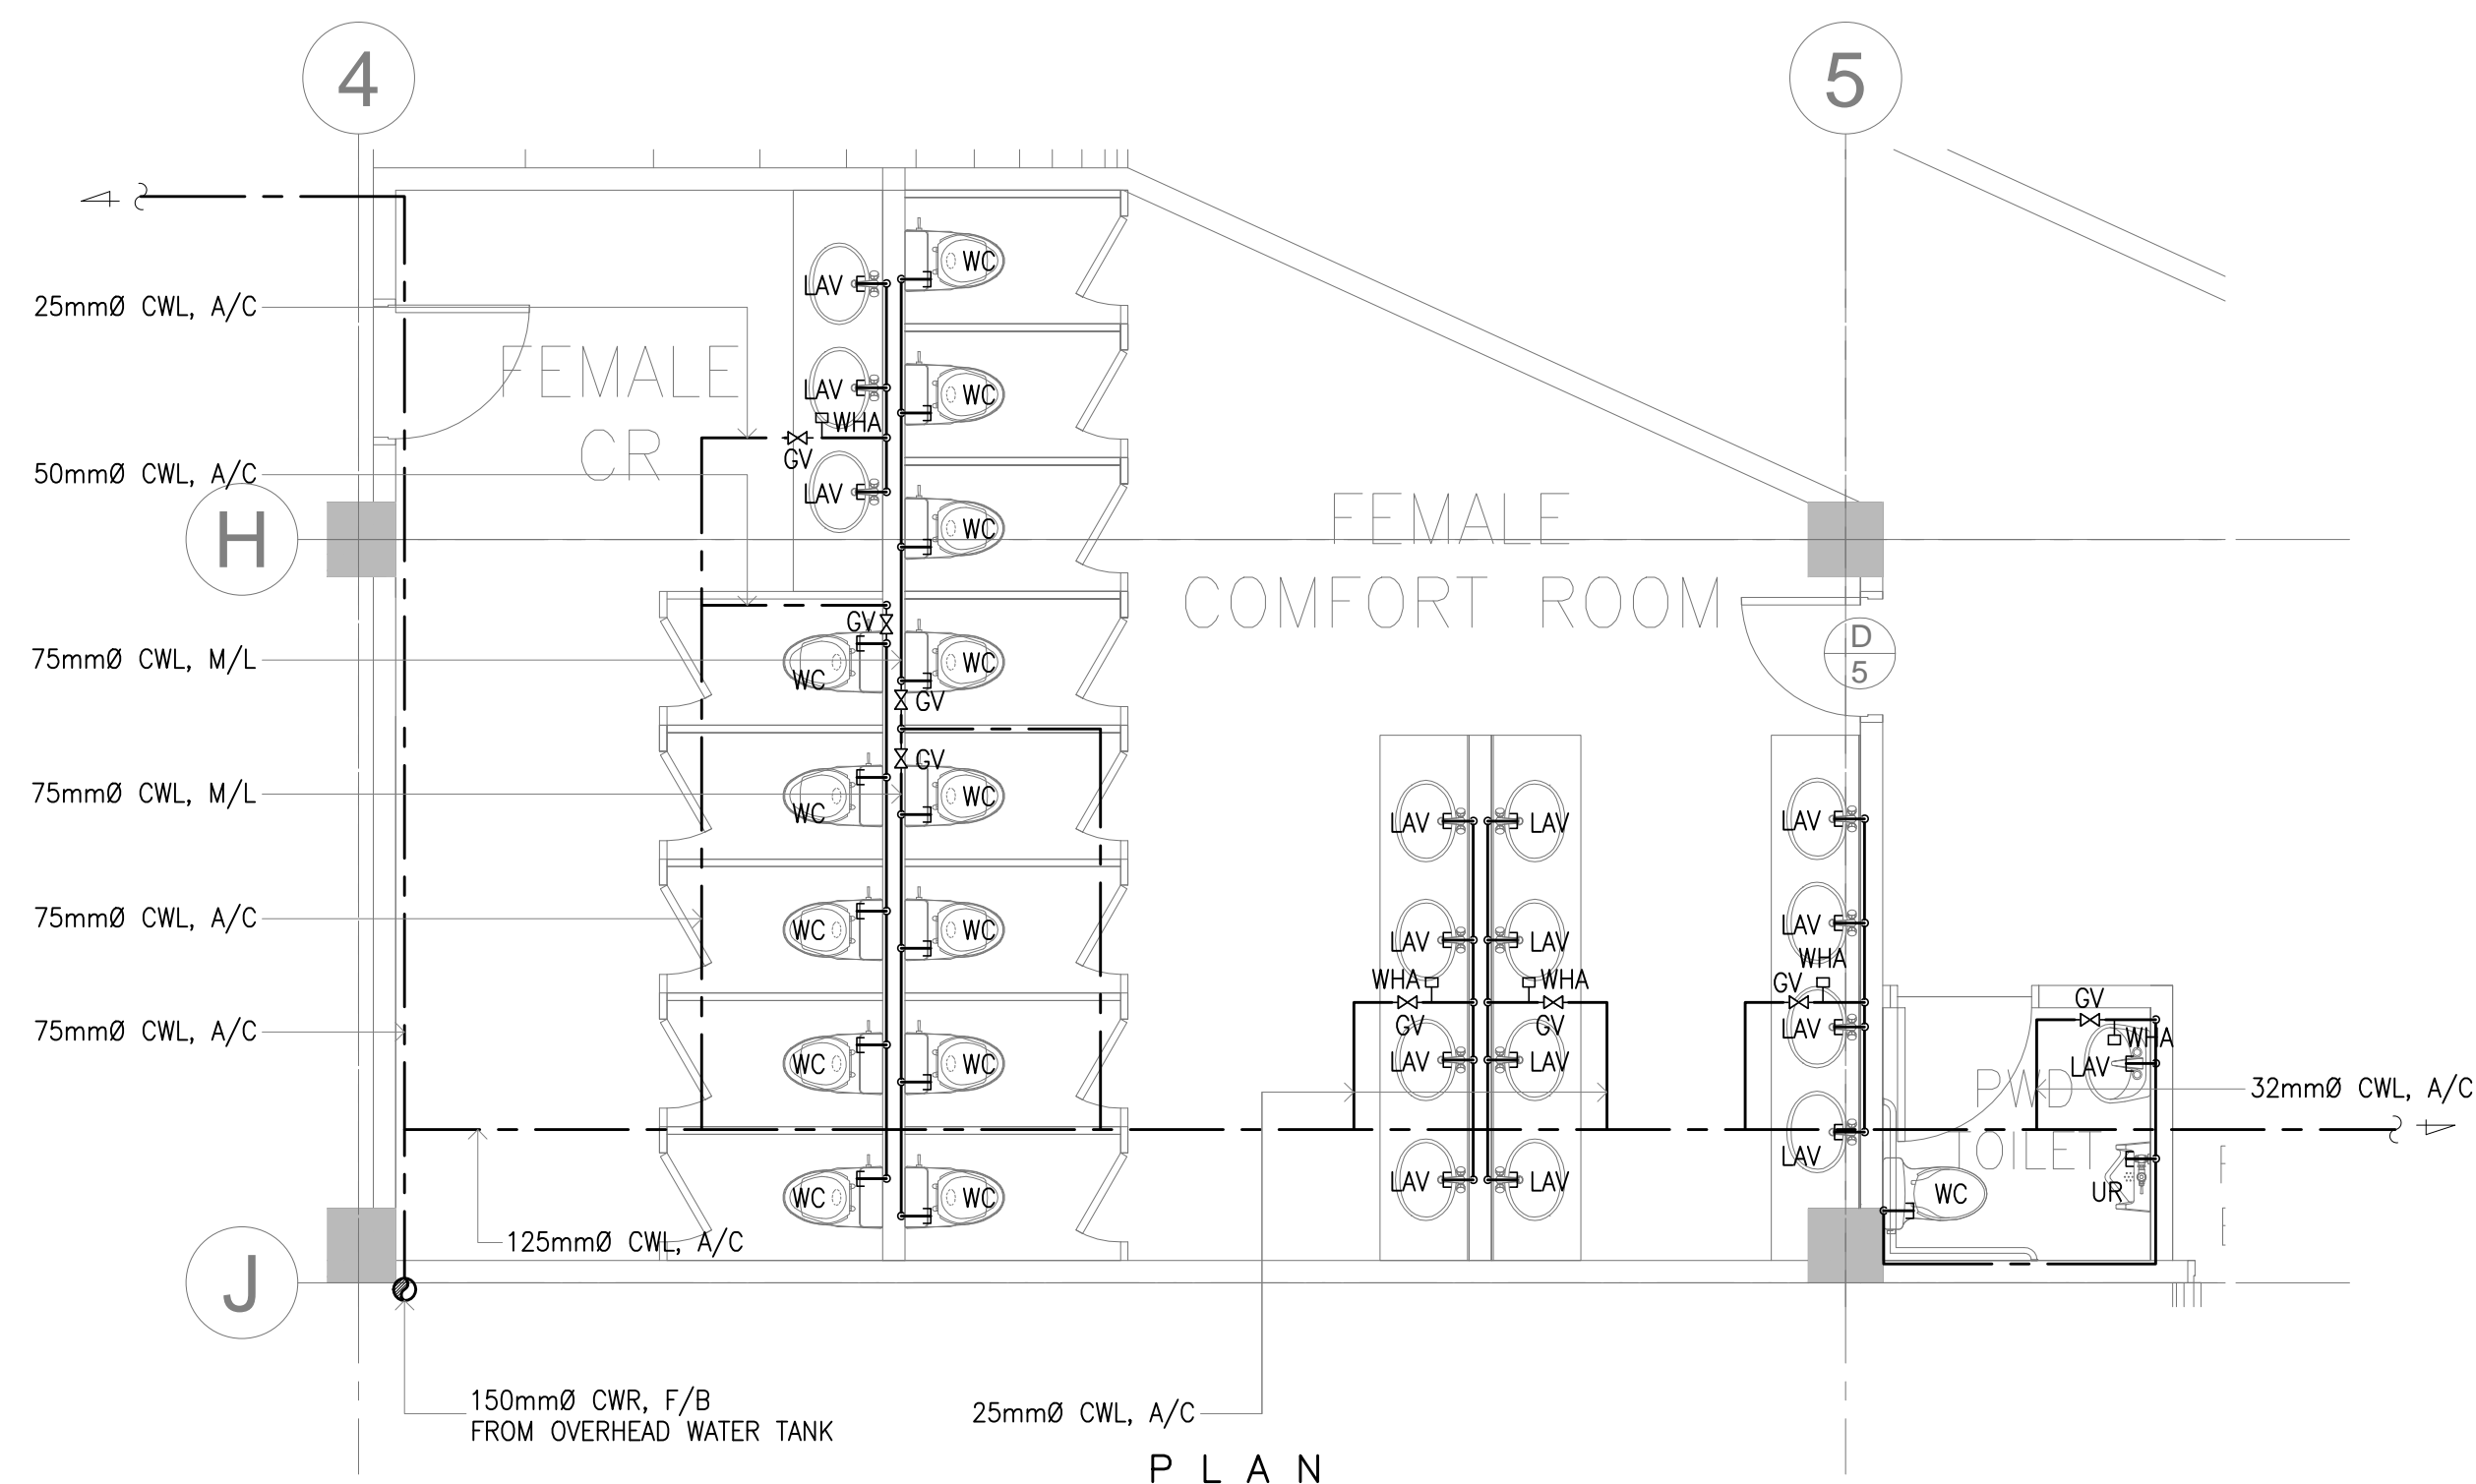 4
5
LAV
WC
25mmØ CWL, A/C
FEMALE
CR
LAV
WC
WHA
GV
50mmØ CWL, A/C
LAV
WC
H
FEMALE
COMFORT ROOM
GV
D
5
75mmØ CWL, M/L
WC
WC
GV
GV
75mmØ CWL, M/L
WC
WC
LAV
LAV
LAV
75mmØ CWL, A/C
WC
WC
LAV
LAV
LAV
WHA
WHA
WHA
GV
GV
GV
GV
75mmØ CWL, A/C
LAV
WHA
WC
WC
LAV
LAV
LAV
PWD
TOILET
32mmØ CWL, A/C
LAV
WC
WC
LAV
LAV
WC
UR
125mmØ CWL, A/C
J
150mmØ CWR, F/B
FROM OVERHEAD WATER TANK
25mmØ CWL, A/C
PLAN